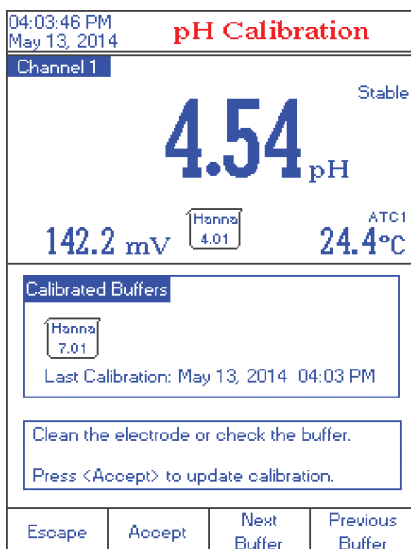 04:03:46 PM
May 13, 2014
pH Calibration
Channel 1
Stable
4.54 pH
142.2 mV
Hanna
4.01
ATC1
24.4°C
Calibrated Buffers
Hanna
7.01
Last Calibration: May 13, 2014 04:03 PM
Clean the electrode or check the buffer.
Press <Accept> to update calibration.
Escape
Accept
Next
Buffer
Previous
Buffer